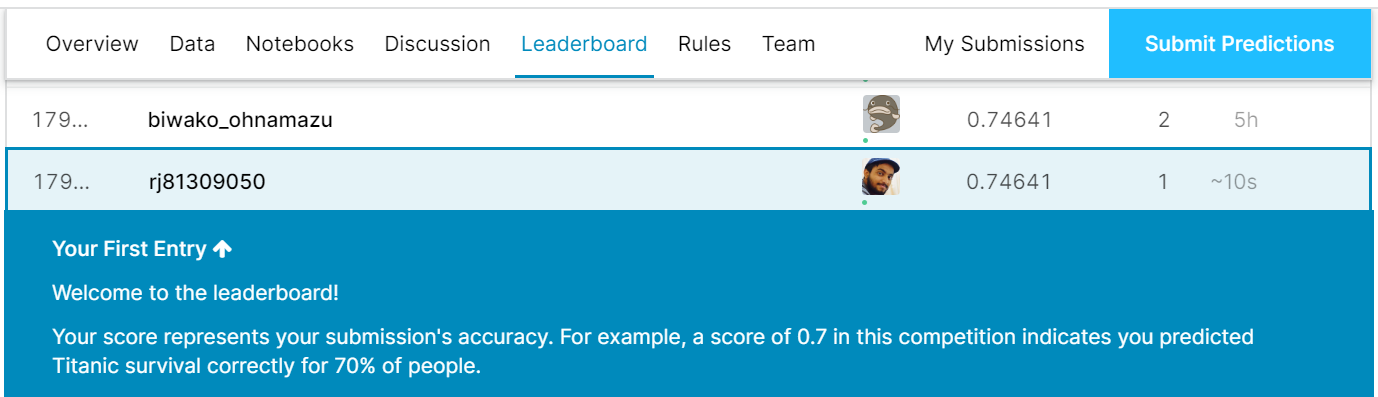 Overview Data Notebooks Discussion Leaderboard Rules Team My Submissions Submit Predictions
179... biwako_ohnamazu 0.74641 2 5h
179... rj81309050 0.74641 1 ~10s
Your First Entry
Welcome to the leaderboard!
Your score represents your submission's accuracy. For example, a score of 0.7 in this competition indicates you predicted
Titanic survival correctly for 70% of people.